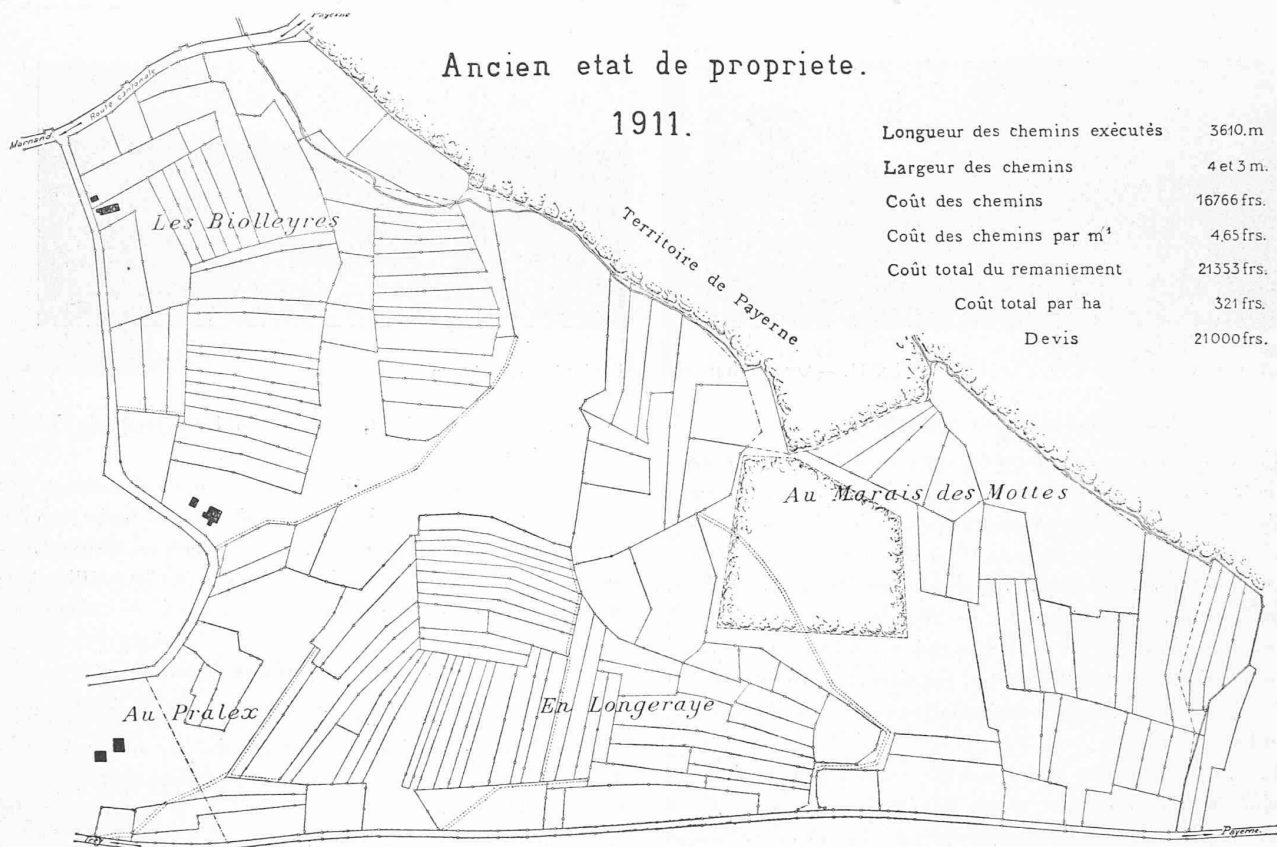 Payerne
Ancien etat de propriete.
1911.
Route cantonale
Marnand
Longueur des chemins exécutés 3610.m
Largeur des chemins 4 et 3 m.
Coût des chemins 16766 frs.
Coût des chemins par m' 4,65 frs.
Coût total du remaniement 21353 frs.
Coût total par ha 321 frs.
Devis 21000 frs.
Les Biolleyres
Territoire de Payerne
Au Marais des Mottes
En Longeraye
Au Pralex
Trey
Payerne.